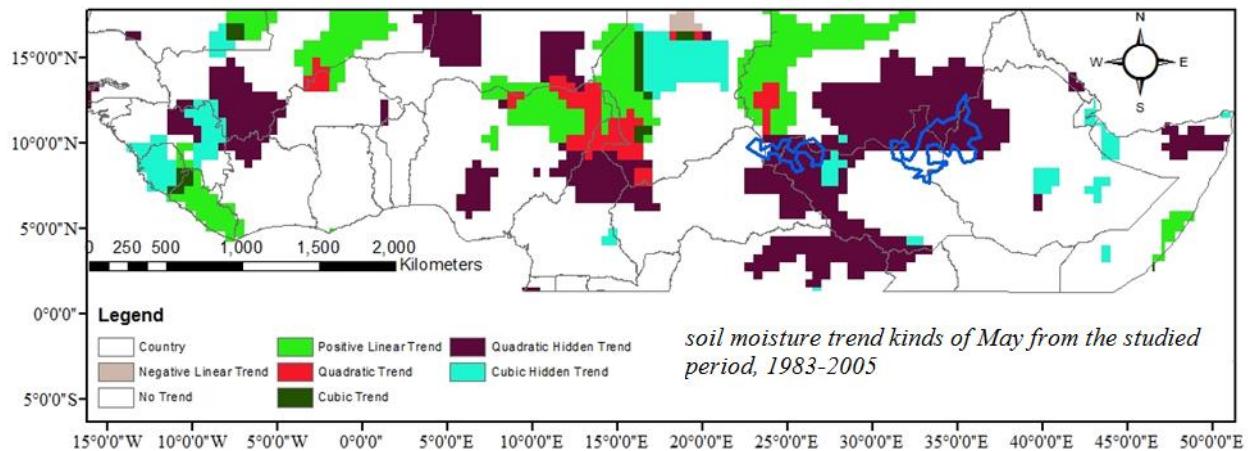 N
W E
S
15°0'0"N
10°0'0"N
5°0'0"N
0°0'0"
5°0'0"S
0 250 500 1,000 1,500 2,000
Kilometers
Legend
Country
Negative Linear Trend
No Trend
Positive Linear Trend
Quadratic Trend
Cubic Trend
Quadratic Hidden Trend
Cubic Hidden Trend
soil moisture trend kinds of May from the studied
period, 1983-2005
15°0'0"W 10°0'0"W 5°0'0"W 0°0'0" 5°0'0"E 10°0'0"E 15°0'0"E 20°0'0"E 25°0'0"E 30°0'0"E 35°0'0"E 40°0'0"E 45°0'0"E 50°0'0"E